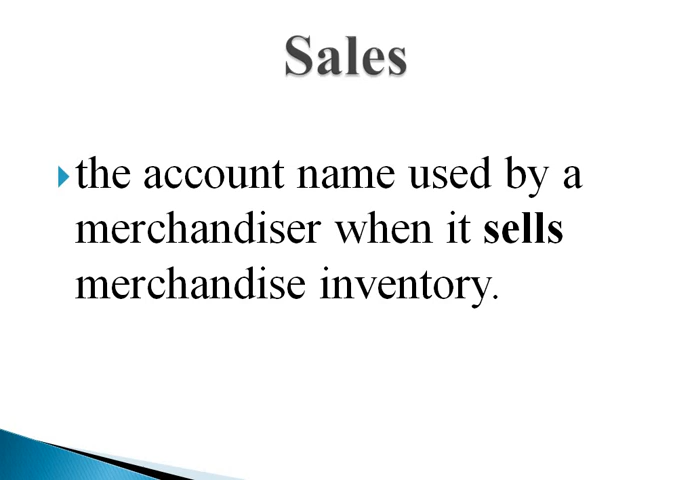 Sales
the account name used by a
merchandiser when it sells
merchandise inventory.